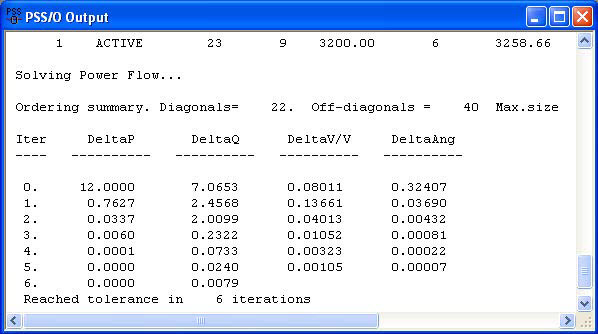 PSS/O Output
1 ACTIVE 23 9 3200.00 6 3258.66
Solving Power Flow...
Ordering summary. Diagonals= 22. Off-diagonals = 40 Max.size
Iter DeltaP DeltaQ DeltaV/V DeltaAng
---- ---------- ---------- ---------- ----------
0. 12.0000 7.0653 0.08011 0.32407
1. 0.7627 2.4568 0.13661 0.03690
2. 0.0337 2.0099 0.04013 0.00432
3. 0.0060 0.2322 0.01052 0.00081
4. 0.0001 0.0733 0.00323 0.00022
5. 0.0000 0.0240 0.00105 0.00007
6. 0.0000 0.0079
Reached tolerance in 6 iterations